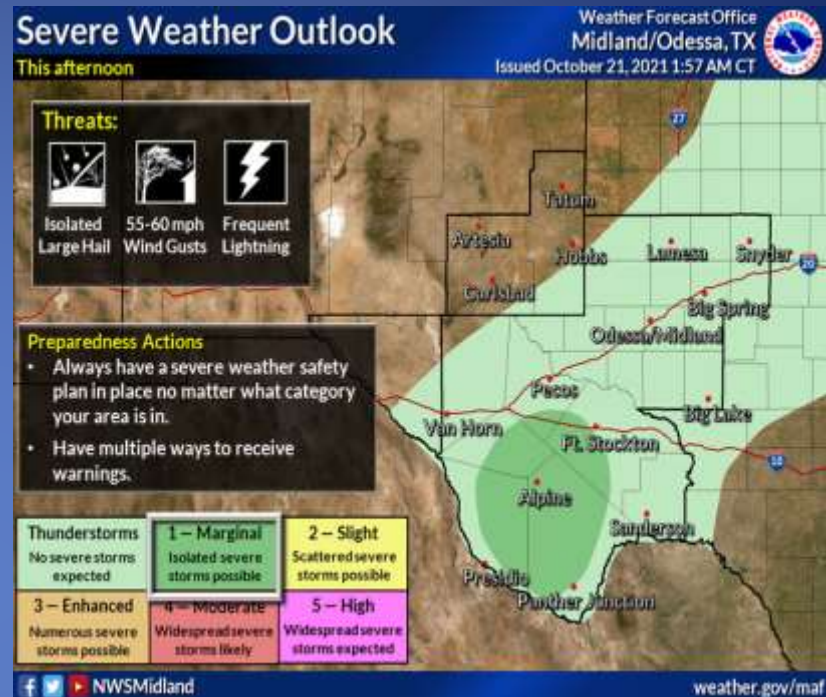 Severe Weather Outlook
This afternoon
Weather Forecast Office
Midland/Odessa, TX
Issued October 21, 2021 1:57 AM CT
Threats:
Isolated
Large Hail
55-60 mph
Wind Gusts
Frequent
Lightning
Preparedness Actions
• Always have a severe weather safety
plan in place no matter what category
your area is in.
• Have multiple ways to receive
warnings.
27
Tatum
Artesia
Hobbs
Lamesa
Snyder
20
Carlsbad
Big Spring
Odessa/Midland
Pecos
Big Lake
Van Horn
Ft. Stockton
10
Alpine
Sanderson
Presidio
Panther Junction
Thunderstorms
No severe storms
expected
1 – Marginal
Isolated severe
storms possible
2 – Slight
Scattered severe
storms possible
3 – Enhanced
Numerous severe
storms possible
4 – Moderate
Widespread severe
storms likely
5 – High
Widespread severe
storms expected
NWSMidland
weather.gov/maf